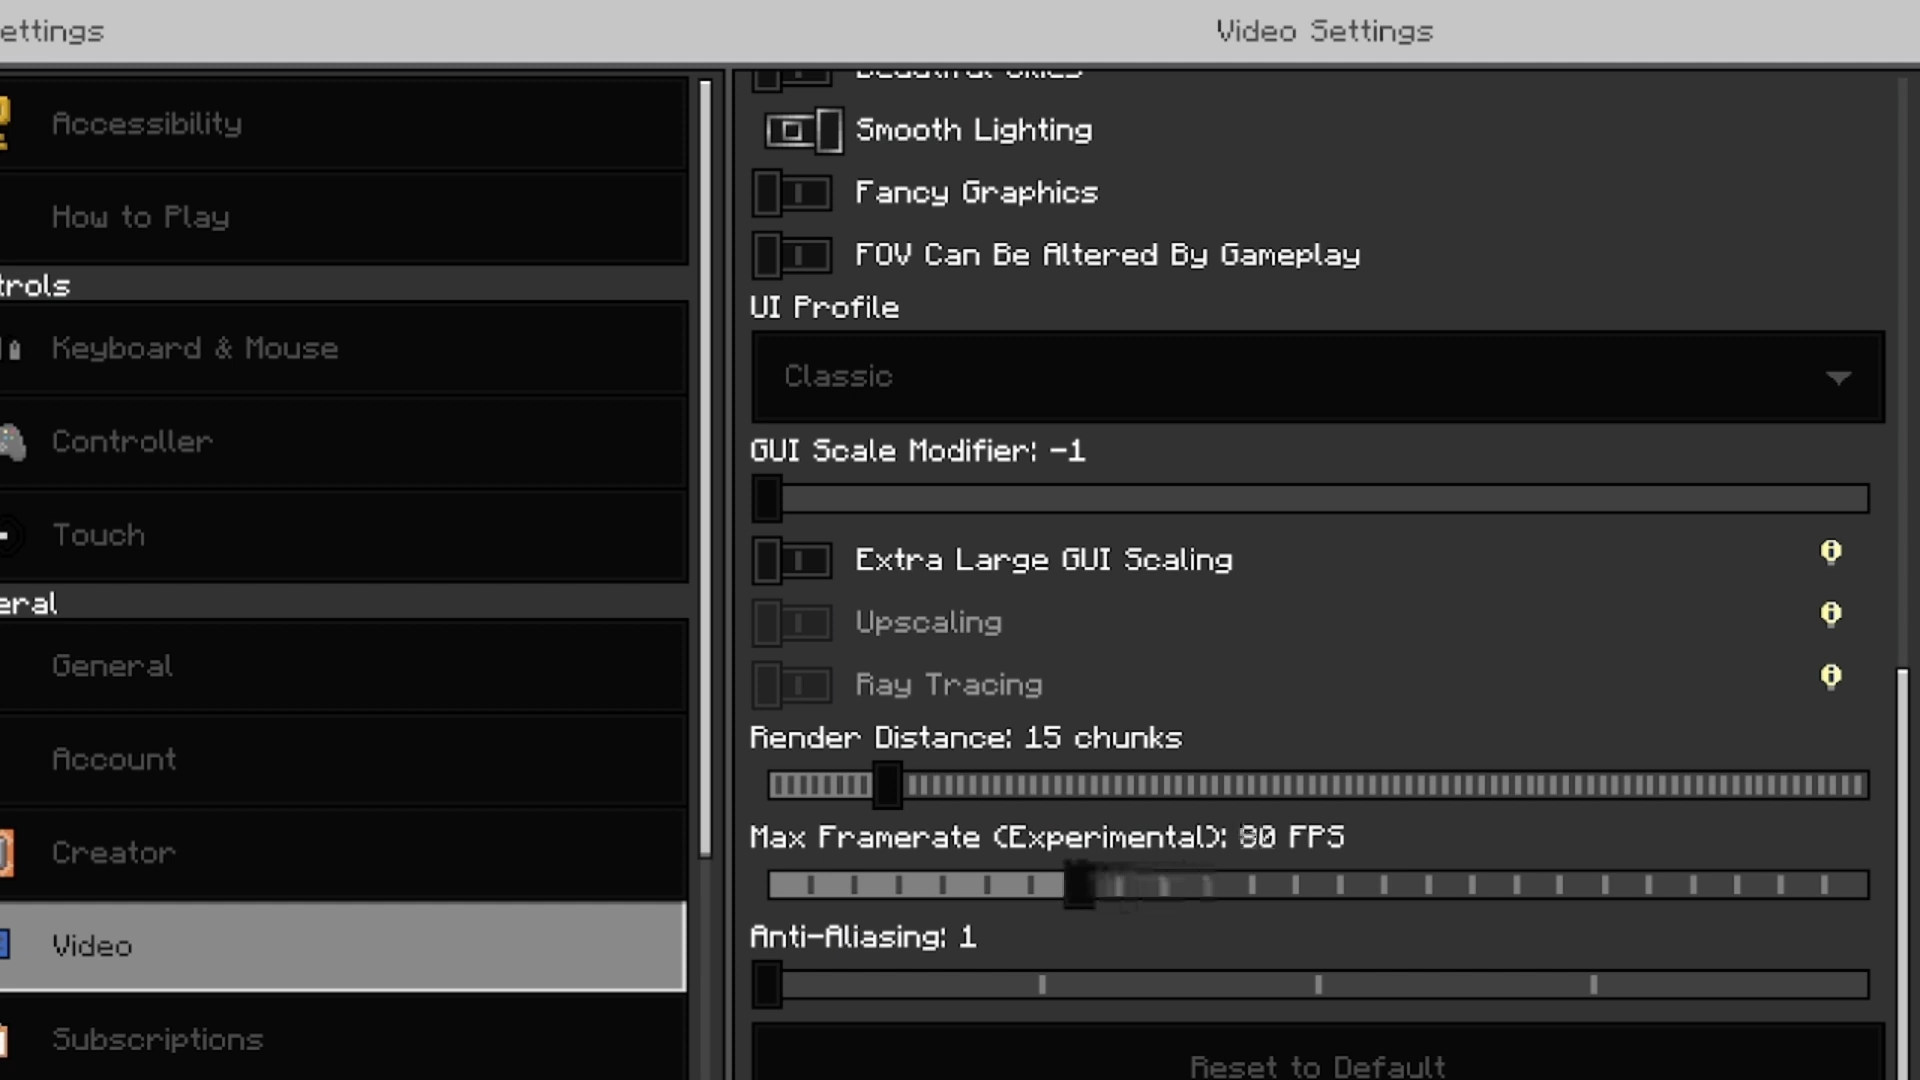 ettings
Video Settings
Accessibility
How to Play
trols
Keyboard & Mouse
Controller
Touch
eral
General
Account
Creator
Video
Subscriptions
Beautiful Skies
Smooth Lighting
Fancy Graphics
FOV Can Be Altered By Gameplay
UI Profile
Classic
GUI Scale Modifier: -1
Extra Large GUI Scaling
Upscaling
Ray Tracing
Render Distance: 15 chunks
Max Framerate (Experimental): FPS
Anti-Aliasing: 1
Reset to Default